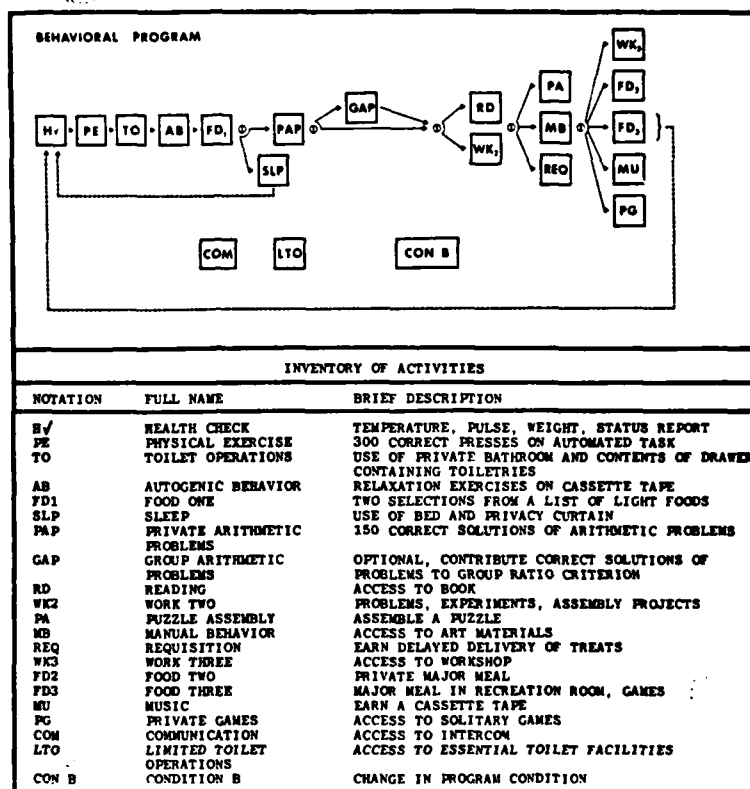 BEHAVIORAL PROGRAM
WK₃
PA
FD₂
GAP
RD
H√ PE TO AB FD₁ PAP
MB
FD₃
WK₂
SLP
REQ
MU
PG
COM LTO CON B
INVENTORY OF ACTIVITIES
NOTATION FULL NAME BRIEF DESCRIPTION
H√ HEALTH CHECK TEMPERATURE, PULSE, WEIGHT, STATUS REPORT
PE PHYSICAL EXERCISE 300 CORRECT PRESSES ON AUTOMATED TASK
TO TOILET OPERATIONS USE OF PRIVATE BATHROOM AND CONTENTS OF DRAWER
CONTAINING TOILETRIES
AB AUTOGENIC BEHAVIOR RELAXATION EXERCISES ON CASSETTE TAPE
FD1 FOOD ONE TWO SELECTIONS FROM A LIST OF LIGHT FOODS
SLP SLEEP USE OF BED AND PRIVACY CURTAIN
PAP PRIVATE ARITHMETIC 150 CORRECT SOLUTIONS OF ARITHMETIC PROBLEMS
PROBLEMS
GAP GROUP ARITHMETIC OPTIONAL, CONTRIBUTE CORRECT SOLUTIONS OF
PROBLEMS PROBLEMS TO GROUP RATIO CRITERION
RD READING ACCESS TO BOOK
WK2 WORK TWO PROBLEMS, EXPERIMENTS, ASSEMBLY PROJECTS
PA PUZZLE ASSEMBLY ASSEMBLE A PUZZLE
MB MANUAL BEHAVIOR ACCESS TO ART MATERIALS
REQ REQUISITION EARN DELAYED DELIVERY OF TREATS
WK3 WORK THREE ACCESS TO WORKSHOP
FD2 FOOD TWO PRIVATE MAJOR MEAL
FD3 FOOD THREE MAJOR MEAL IN RECREATION ROOM, GAMES
MU MUSIC EARN A CASSETTE TAPE
PG PRIVATE GAMES ACCESS TO SOLITARY GAMES
COM COMMUNICATION ACCESS TO INTERCOM
LTO LIMITED TOILET ACCESS TO ESSENTIAL TOILET FACILITIES
OPERATIONS
CON B CONDITION B CHANGE IN PROGRAM CONDITION